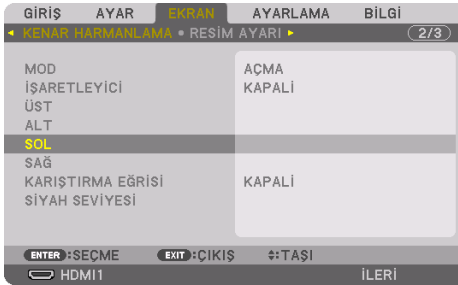 GİRİŞ AYAR EKRAN AYARLAMA BİLGİ
◂ KENAR HARMANLAMA • RESİM AYARI ▸ 2/3
MOD AÇMA
İŞARETLEYİCİ KAPALİ
ÜST
ALT
SOL
SAĞ
KARIŞTIRMA EĞRİSİ KAPALİ
SİYAH SEVİYESİ
ENTER:SEÇME EXIT:ÇIKIŞ ♦:TAŞI
HDMI1 İLERİ